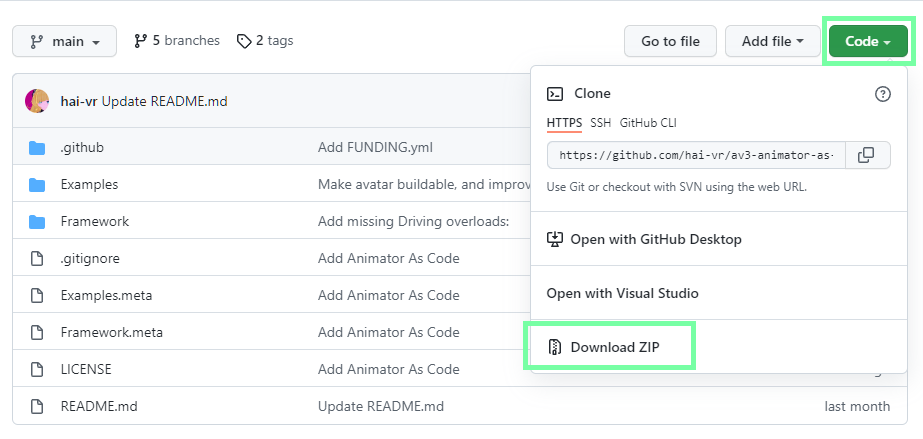 main
5 branches
2 tags
Go to file
Add file
Code
hai-vr Update README.md
.github
Add FUNDING.yml
Examples
Make avatar buildable, and improv
Framework
Add missing Driving overloads:
.gitignore
Add Animator As Code
Examples.meta
Add Animator As Code
Framework.meta
Add Animator As Code
LICENSE
Add Animator As Code
README.md
Update README.md
last month
Clone
HTTPS SSH GitHub CLI
https://github.com/hai-vr/av3-animator-as-
Use Git or checkout with SVN using the web URL.
Open with GitHub Desktop
Open with Visual Studio
Download ZIP